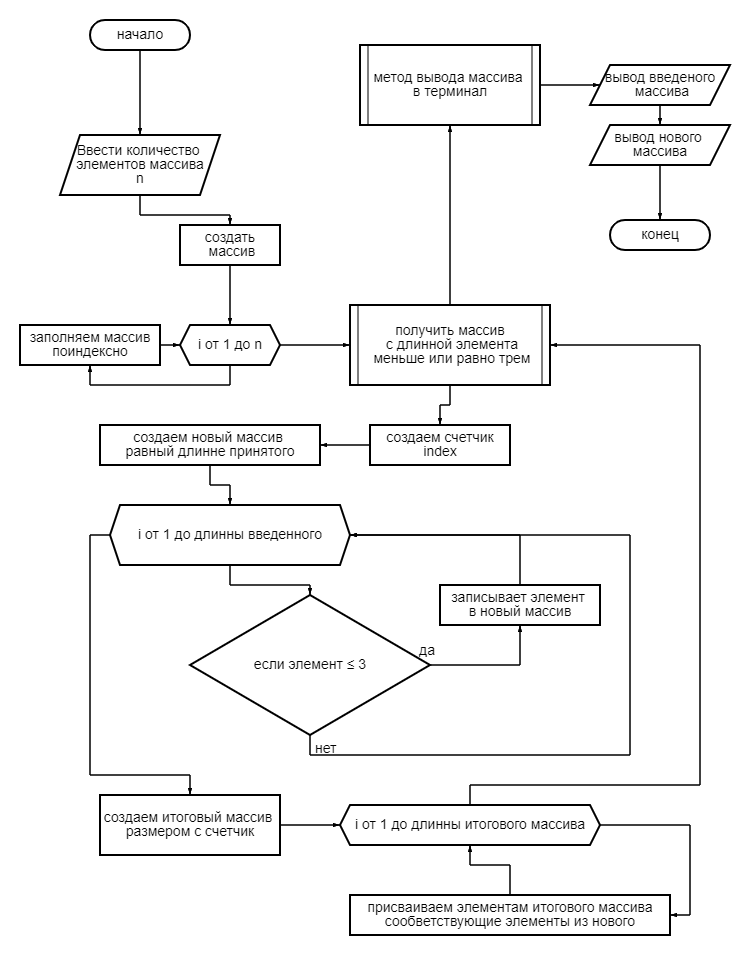 начало
Ввести количество
элементов массива
n
создать
массив
заполняем массив
поиндексно
i от 1 до n
метод вывода массива
в терминал
вывод введеного
массива
вывод нового
массива
конец
получить массив
с длинной элемента
меньше или равно трем
создаем счетчик
index
создаем новый массив
равный длинне принятого
i от 1 до длинны введенного
если элемент ≤ 3
да
записывает элемент
в новый массив
нет
создаем итоговый массив
размером с счетчик
i от 1 до длинны итогового массива
присваиваем элементам итогового массива
сообветствующие элементы из нового